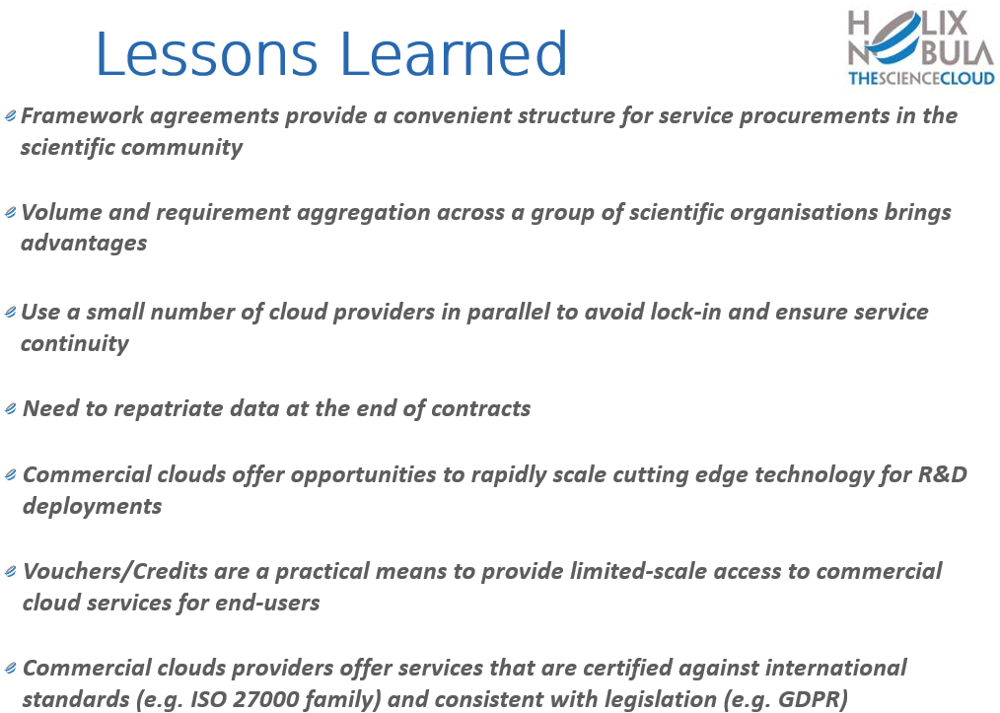 Lessons Learned
HELIX
NEBULA
THESCIENCECLOUD
Framework agreements provide a convenient structure for service procurements in the
scientific community
Volume and requirement aggregation across a group of scientific organisations brings
advantages
Use a small number of cloud providers in parallel to avoid lock-in and ensure service
continuity
Need to repatriate data at the end of contracts
Commercial clouds offer opportunities to rapidly scale cutting edge technology for R&D
deployments
Vouchers/Credits are a practical means to provide limited-scale access to commercial
cloud services for end-users
Commercial clouds providers offer services that are certified against international
standards (e.g. ISO 27000 family) and consistent with legislation (e.g. GDPR)